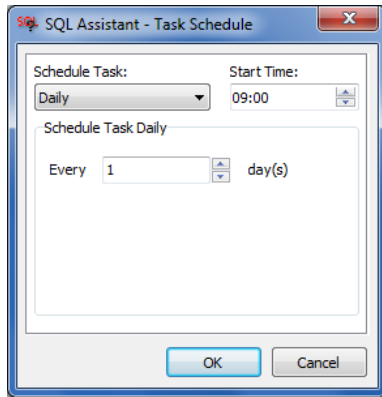 SQL Assistant - Task Schedule
Schedule Task: Start Time:
Daily 09:00
Schedule Task Daily
Every 1 day(s)
OK Cancel